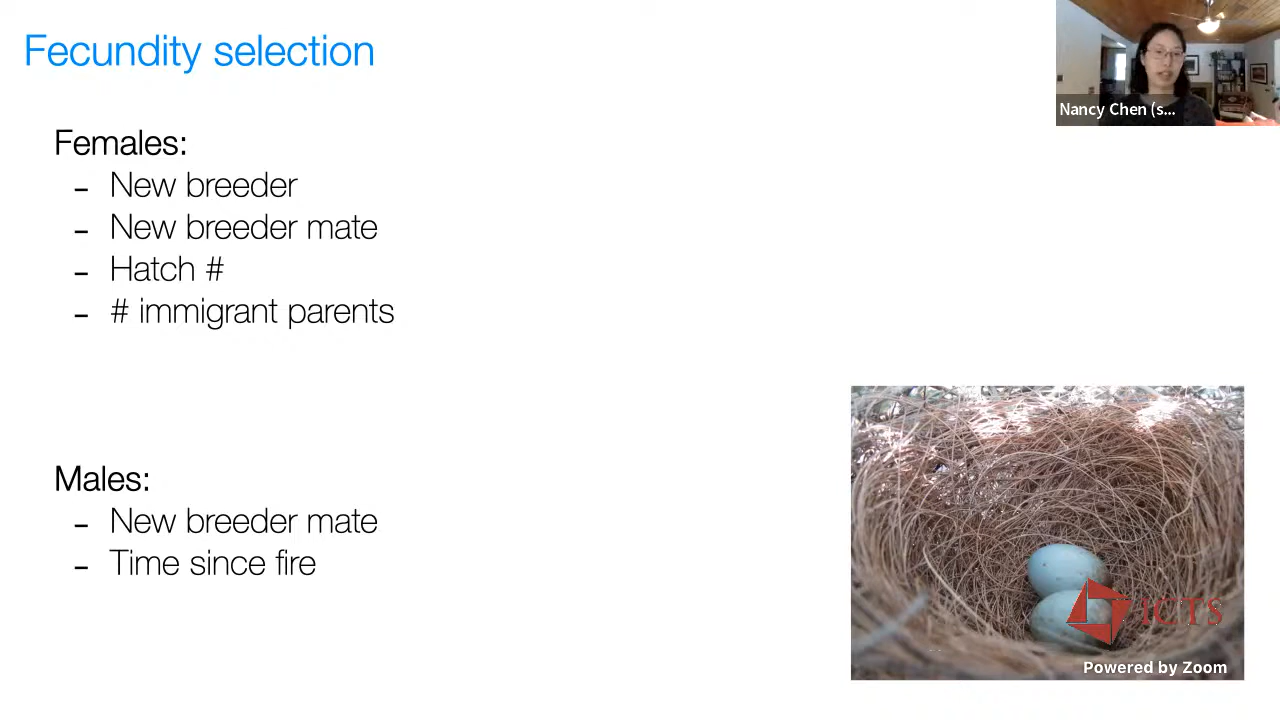 Fecundity selection
Nancy Chen (s...
Females:
- New breeder
- New breeder mate
- Hatch #
- # immigrant parents
Males:
- New breeder mate
- Time since fire
ICTS
Powered by Zoom